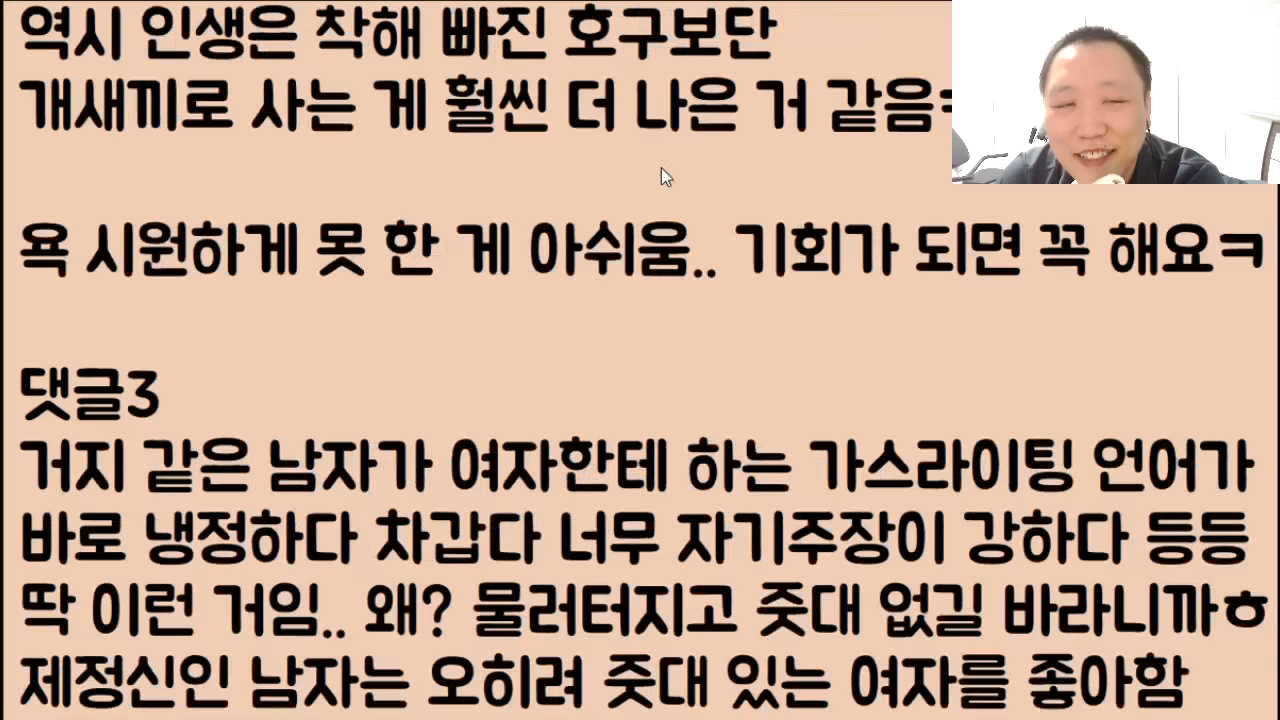 역시 인생은 착해 빠진 호구보단
개새끼로 사는 게 훨씬 더 나은 거 같음ㅋ
욕 시원하게 못 한 게 아쉬움.. 기회가 되면 꼭 해요ㅋ
댓글3
거지 같은 남자가 여자한테 하는 가스라이팅 언어가
바로 냉정하다 차갑다 너무 자기주장이 강하다 등등
딱 이런 거임.. 왜? 물러터지고 줏대 없길 바라니까ㅎ
제정신인 남자는 오히려 줏대 있는 여자를 좋아함